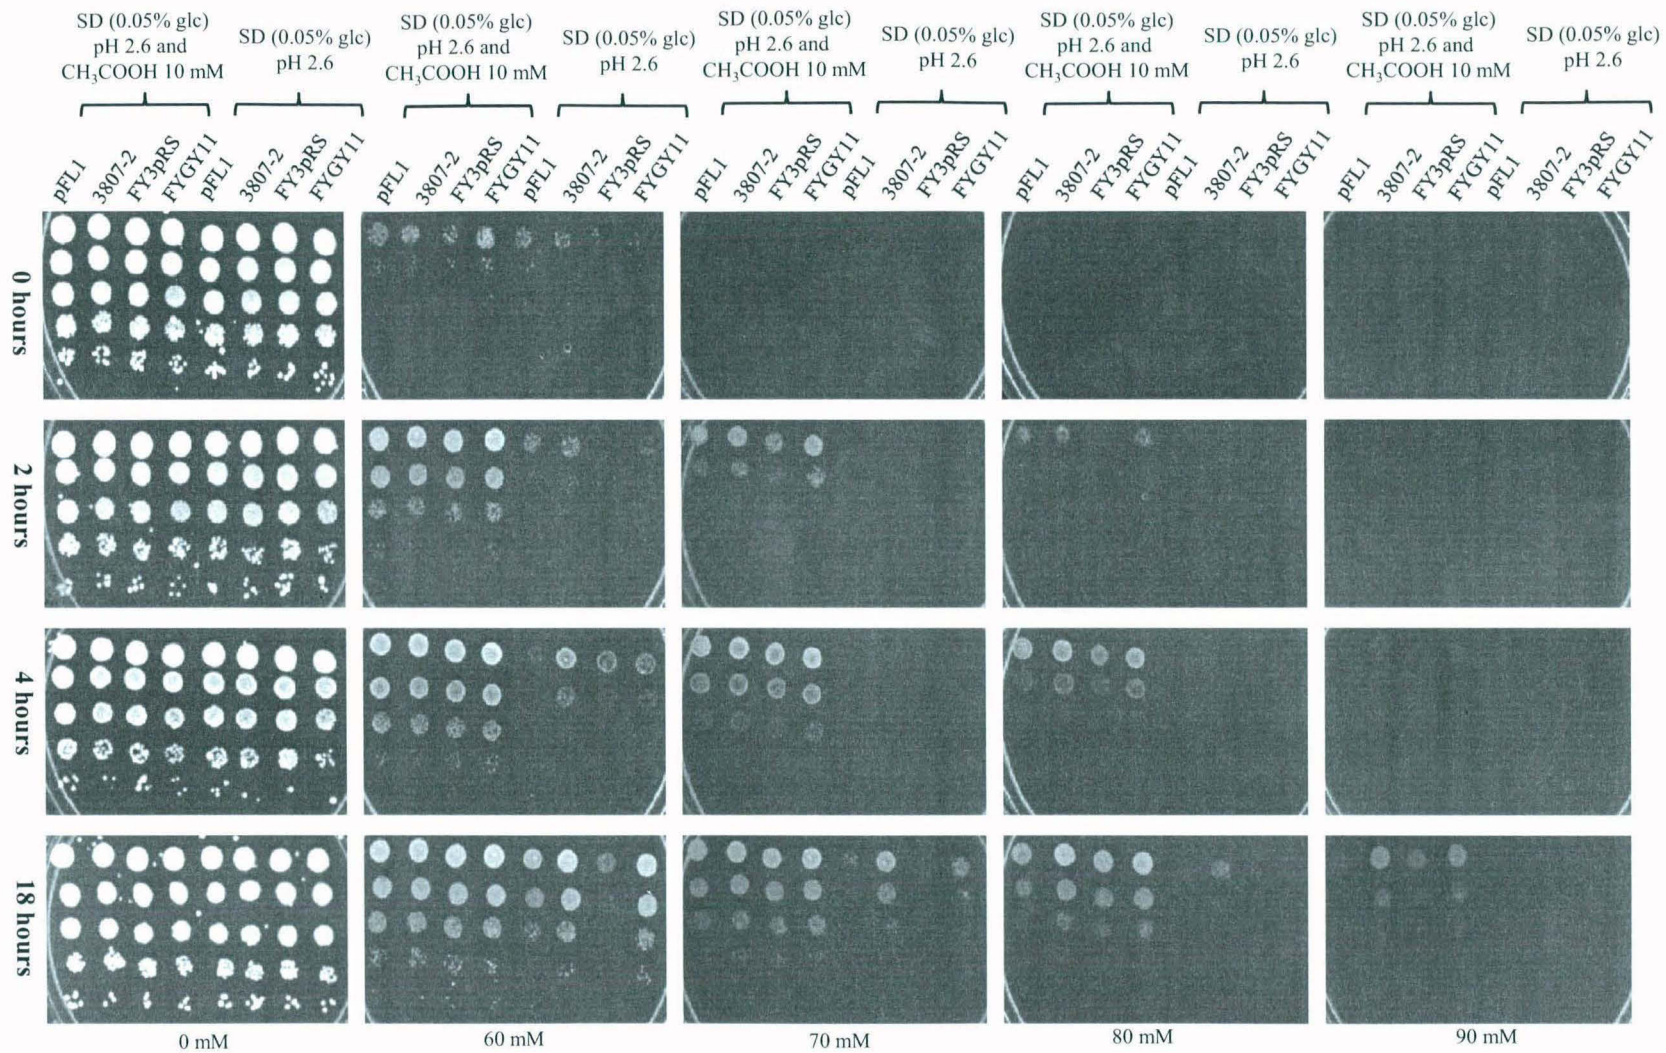 SD (0.05% glc)
pH 2.6 and
CH₃COOH 10 mM
SD (0.05% glc)
pH 2.6
SD (0.05% glc)
pH 2.6 and
CH₃COOH 10 mM
SD (0.05% glc)
pH 2.6
SD (0.05% glc)
pH 2.6 and
CH₃COOH 10 mM
SD (0.05% glc)
pH 2.6
SD (0.05% glc)
pH 2.6 and
CH₃COOH 10 mM
SD (0.05% glc)
pH 2.6
SD (0.05% glc)
pH 2.6 and
CH₃COOH 10 mM
SD (0.05% glc)
pH 2.6
pFL1 3807-2 FY3pRS FYGY11 pFL1 3807-2 FY3pRS FYGY11
pFL1 3807-2 FY3pRS FYGY11 pFL1 3807-2 FY3pRS FYGY11
pFL1 3807-2 FY3pRS FYGY11 pFL1 3807-2 FY3pRS FYGY11
pFL1 3807-2 FY3pRS FYGY11 pFL1 3807-2 FY3pRS FYGY11
pFL1 3807-2 FY3pRS FYGY11 pFL1 3807-2 FY3pRS FYGY11
0 hours
2 hours
4 hours
18 hours
0 mM
60 mM
70 mM
80 mM
90 mM